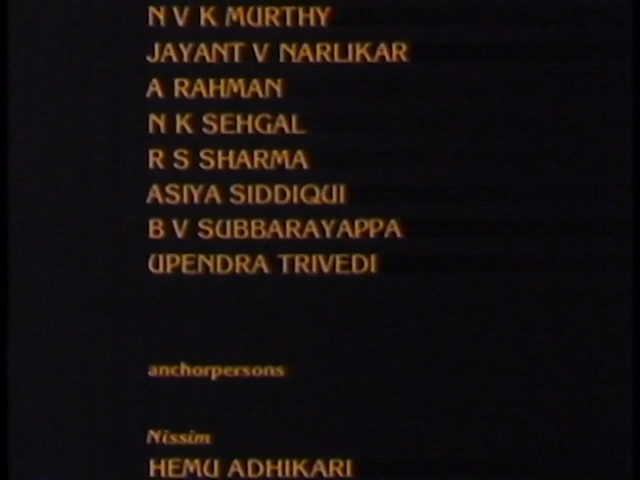 N V K MURTHY
JAYANT V NARLIKAR
A RAHMAN
N K SEHGAL
R S SHARMA
ASIYA SIDDIQUI
B V SUBBARAYAPPA
UPENDRA TRIVEDI
anchorpersons
Nissim
HEMU ADHIKARI